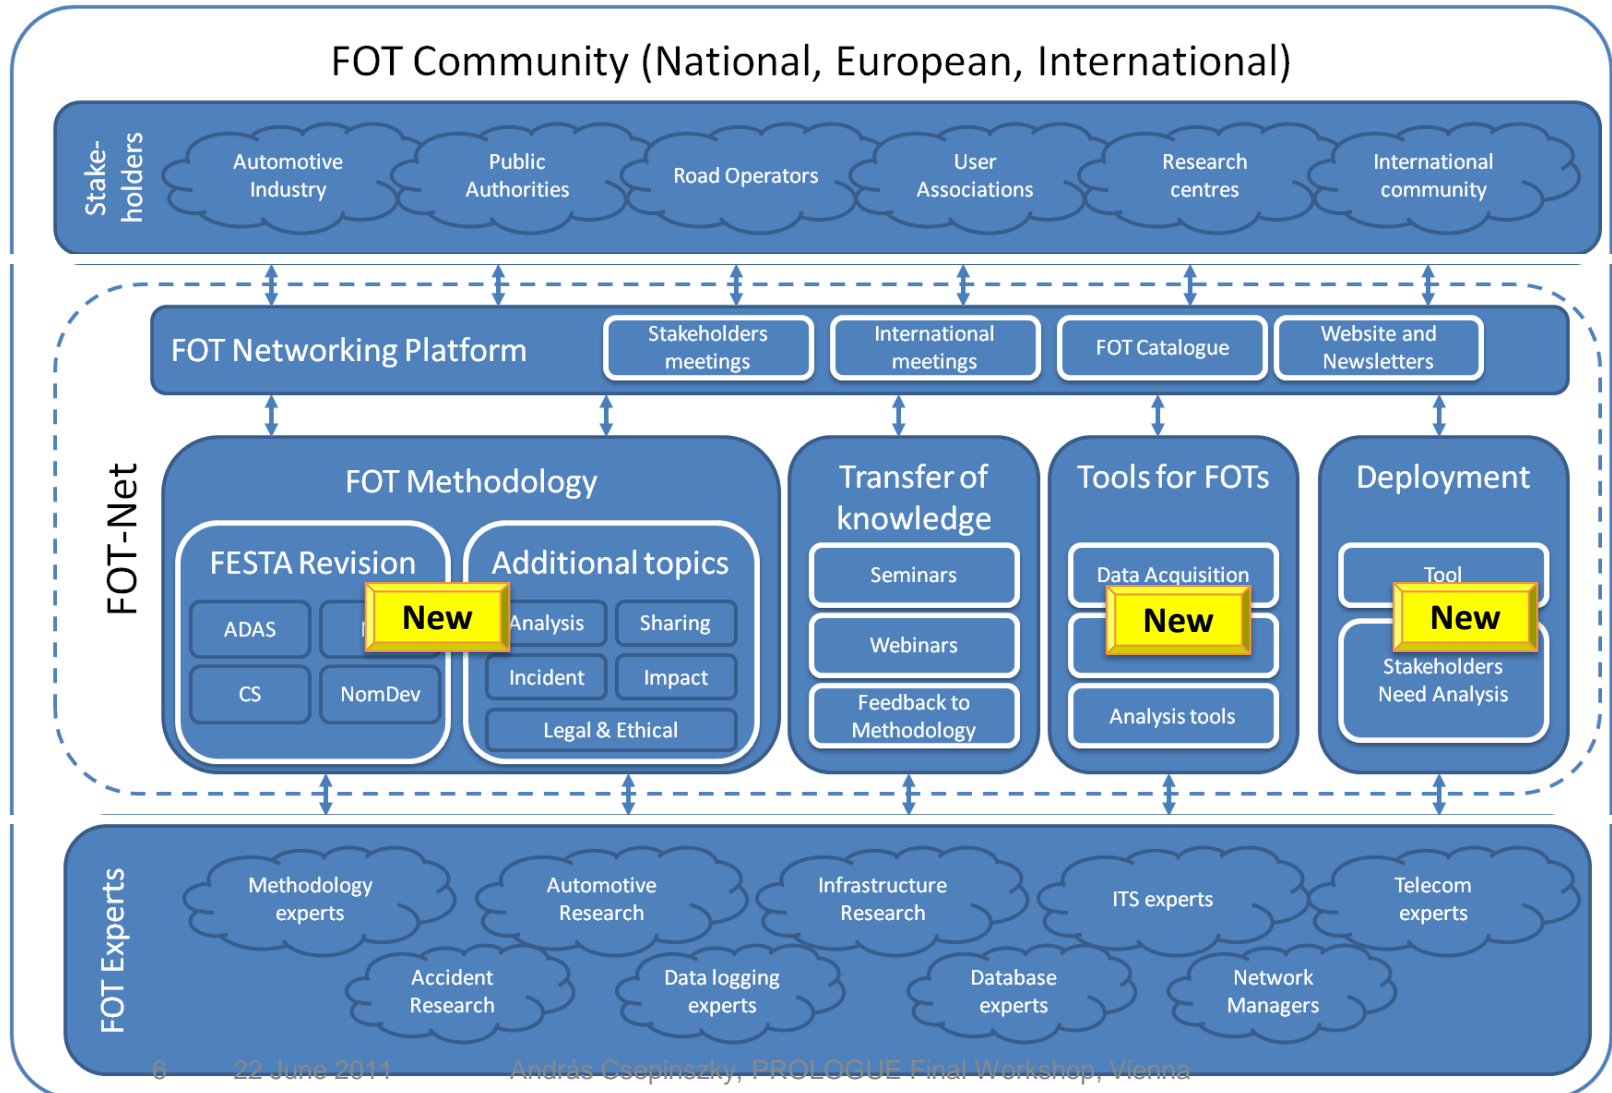 FOT Community (National, European, International)
Stake-
holders
Automotive
Industry
Public
Authorities
Road Operators
User
Associations
Research
centres
International
community
FOT-Net
FOT Networking Platform
Stakeholders
meetings
International
meetings
FOT Catalogue
Website and
Newsletters
FOT Methodology
FESTA Revision
ADAS
CS
NomDev
New
Additional topics
Analysis
Sharing
Incident
Impact
Legal & Ethical
Transfer of
knowledge
Seminars
Webinars
Feedback to
Methodology
Tools for FOTs
Data Acquisition
New
Analysis tools
Deployment
Tool
New
Stakeholders
Need Analysis
FOT Experts
Methodology
experts
Automotive
Research
Infrastructure
Research
ITS experts
Telecom
experts
Accident
Research
Data logging
experts
Database
experts
Network
Managers
6 22 June 2011 András Csepinszky, PROLOGUE Final Workshop, Vienna